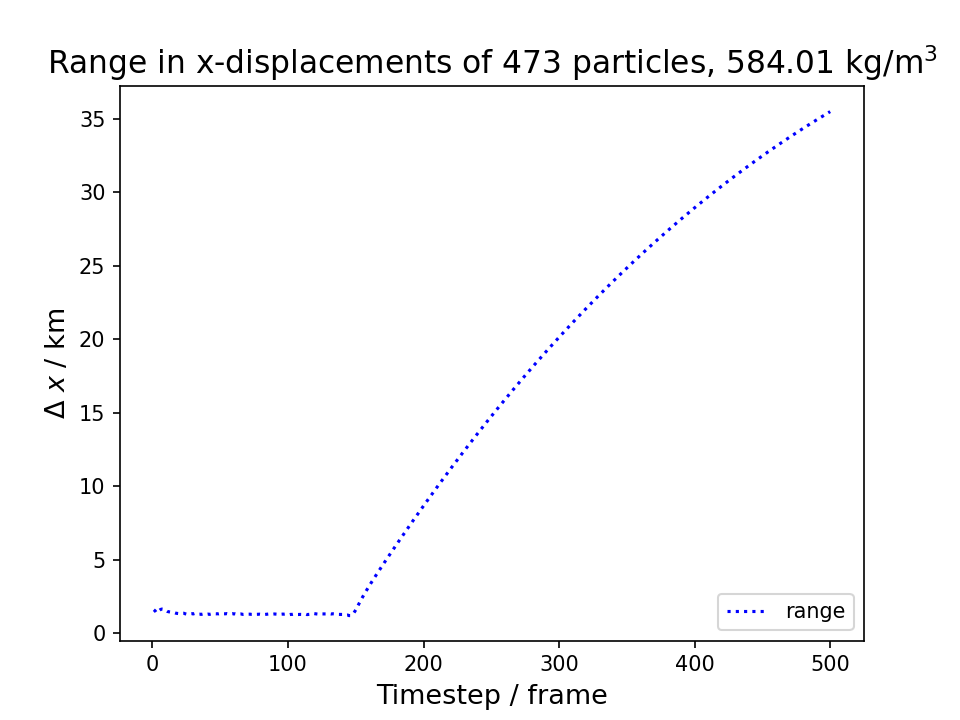 Range in x-displacements of 473 particles, 584.01 kg/m³
35
30
25
20
15
10
5
0
Δ x / km
range
0 100 200 300 400 500
Timestep / frame